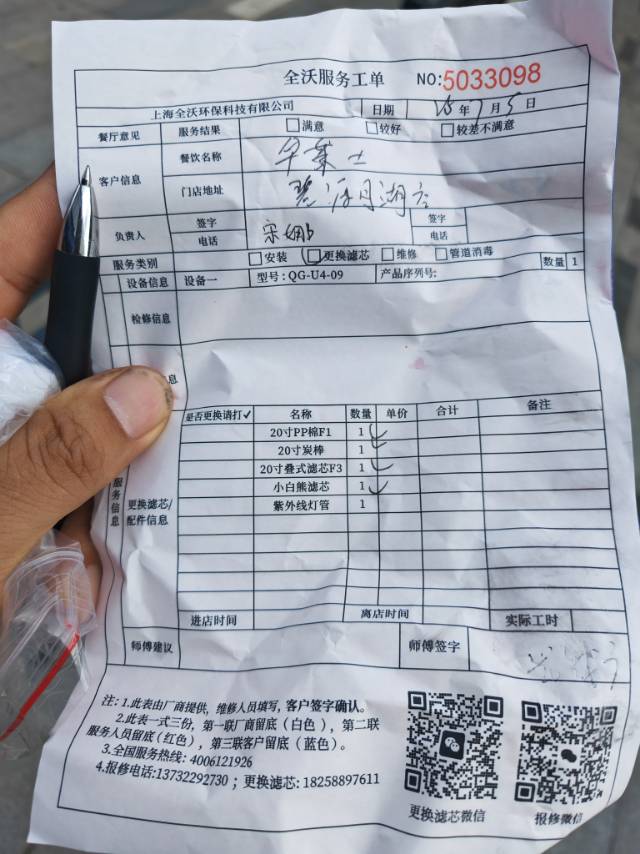 全沃服务工单 NO:5033098
上海全沃环保科技有限公司 日期 25年7月5日
餐厅意见 服务结果 □满意 □较好 □较差不满意
客户信息 餐饮名称 华莱士
门店地址 碧源月湖
负责人 签字 宋娜 签字
电话 电话
服务类别 □安装 □更换滤芯 □维修 □管道消毒 数量 1
设备信息 设备一 型号: QG-U4-09 产品序列号:
检修信息
息
是否更换请打✓ 名称 数量 单价 合计 备注
20寸PP棉F1 1 ✓
20寸炭棒 1 ✓
20寸叠式滤芯F3 1 ✓
小白熊滤芯 1 ✓
紫外线灯管 1
服务信息 更换滤芯/配件信息
进店时间 离店时间 实际工时
师傅建议 师傅签字
注: 1.此表由厂商提供, 维修人员填写, 客户签字确认。
2.此表一式三份, 第一联厂商留底 (白色), 第二联
服务人员留底(红色), 第三联客户留底 (蓝色)。
3.全国服务热线: 4006121926
4.报修电话:13732292730 ; 更换滤芯: 18258897611
更换滤芯微信 报修微信